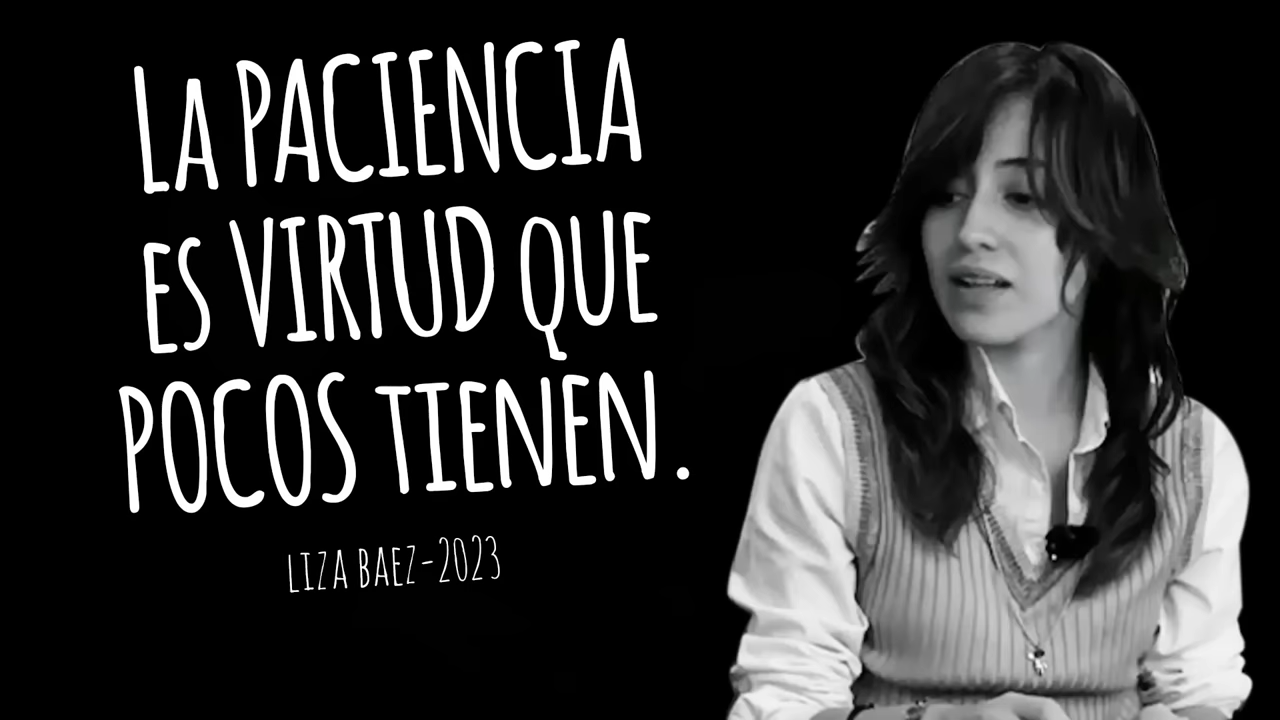 La PACIENCIA
ES VIRTUD QUE
POCOS TIENEN.
LIZA BAEZ-2023